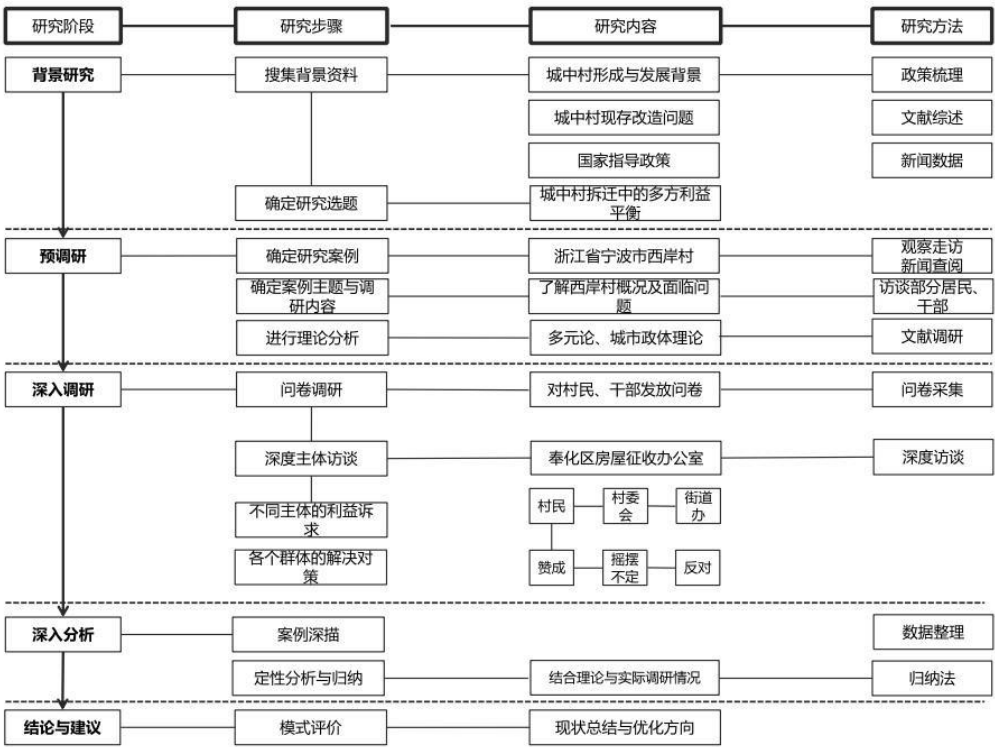 研究阶段
研究步骤
研究内容
研究方法
背景研究
搜集背景资料
城中村形成与发展背景
政策梳理
城中村现存改造问题
文献综述
国家指导政策
新闻数据
确定研究选题
城中村拆迁中的多方利益
平衡
预调研
确定研究案例
浙江省宁波市西岸村
观察走访
新闻查阅
确定案例主题与调
研内容
了解西岸村概况及面临问
题
访谈部分居民、
干部
进行理论分析
多元论、城市政体理论
文献调研
深入调研
问卷调研
对村民、干部发放问卷
问卷采集
深度主体访谈
奉化区房屋征收办公室
深度访谈
不同主体的利益诉
求
村民
村委
会
街道
办
各个群体的解决对
策
赞成
摇摆
不定
反对
深入分析
案例深描
数据整理
定性分析与归纳
结合理论与实际调研情况
归纳法
结论与建议
模式评价
现状总结与优化方向